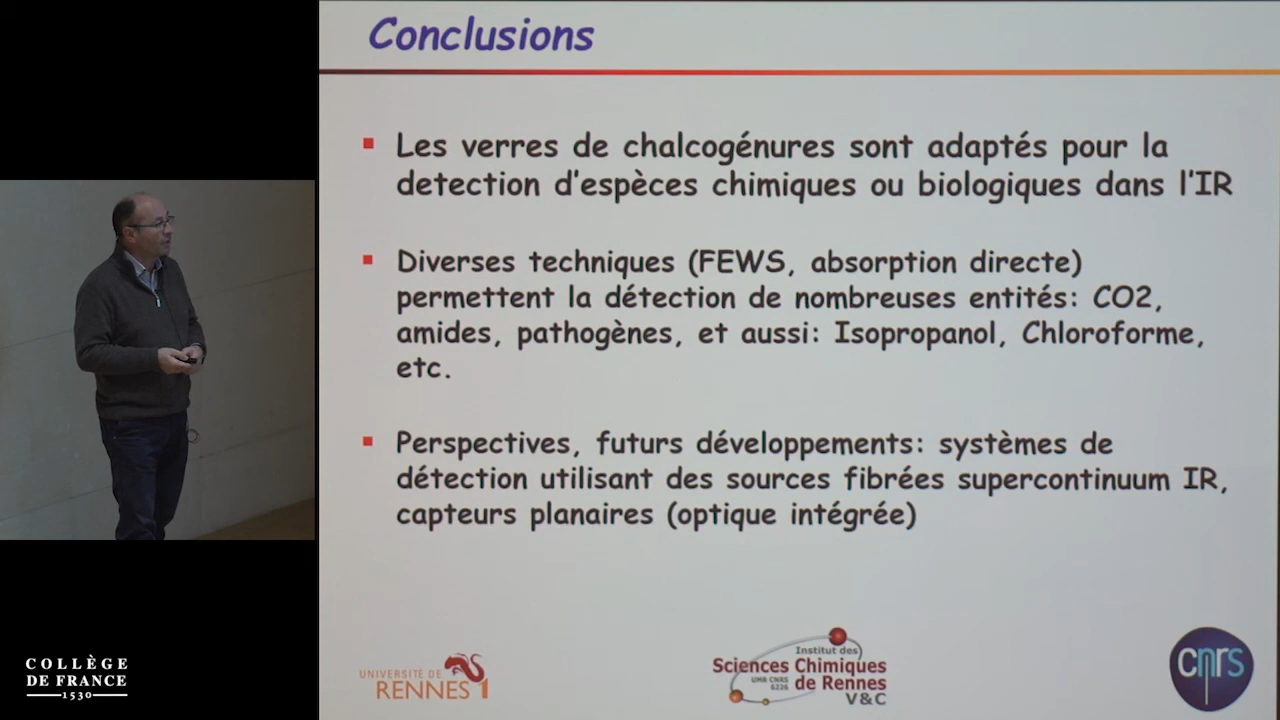 Conclusions
Les verres de chalcogénures sont adaptés pour la
detection d'espèces chimiques ou biologiques dans l'IR
Diverses techniques (FEWS, absorption directe)
permettent la détection de nombreuses entités: CO2,
amides, pathogènes, et aussi: Isopropanol, Chloroforme,
etc.
Perspectives, futurs développements: systèmes de
détection utilisant des sources fibrées supercontinuum IR,
capteurs planaires (optique intégrée)
COLLÈGE
DE FRANCE
1530
UNIVERSITÉ DE
RENNES 1
Institut des
Sciences Chimiques
UMR CNRS
6226
de Rennes
V&C
cnrs